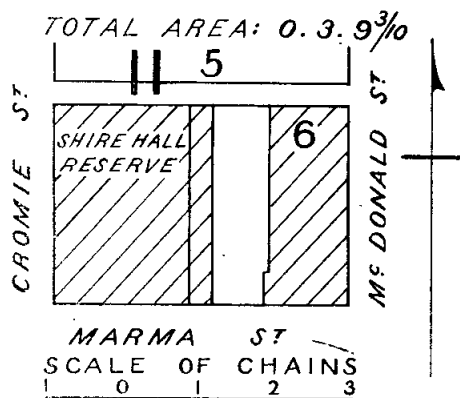 TOTAL AREA: 0.3.9 3/10
5
CROMIE ST
SHIRE HALL
RESERVE
6
Mc DONALD ST
MARMA ST
SCALE OF CHAINS
1 0 1 2 3